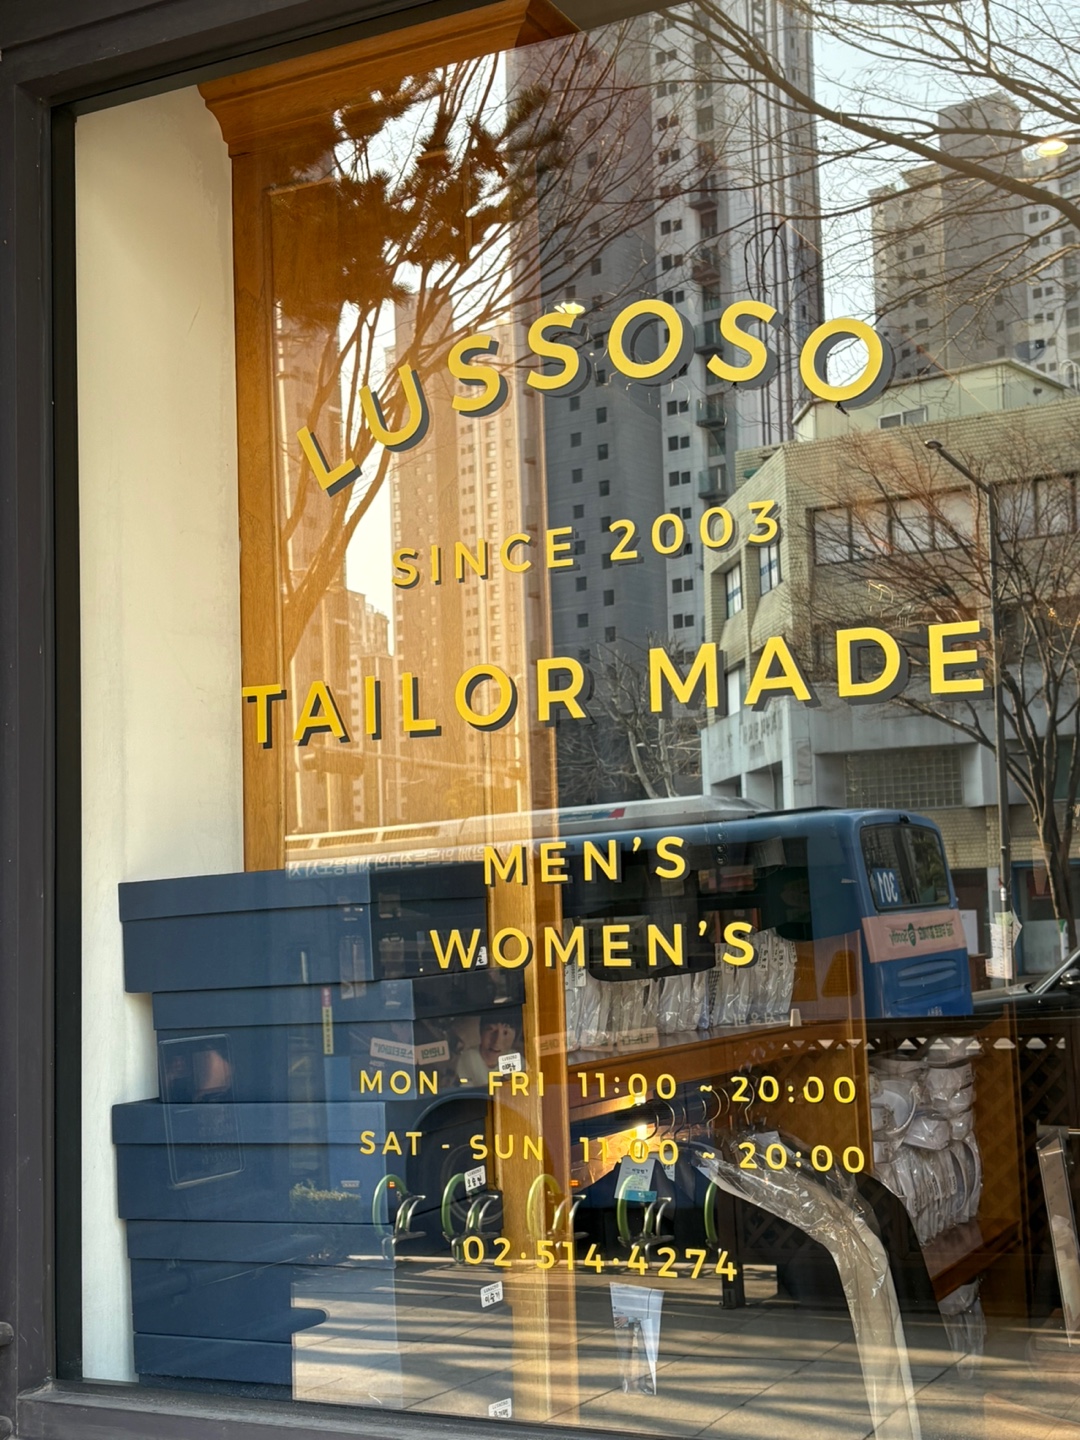 LUSSOSO
SINCE 2003
TAILOR MADE
MEN'S
WOMEN'S
MON - FRI 11:00 ~ 20:00
SAT - SUN 11:00 ~ 20:00
02·514·4274